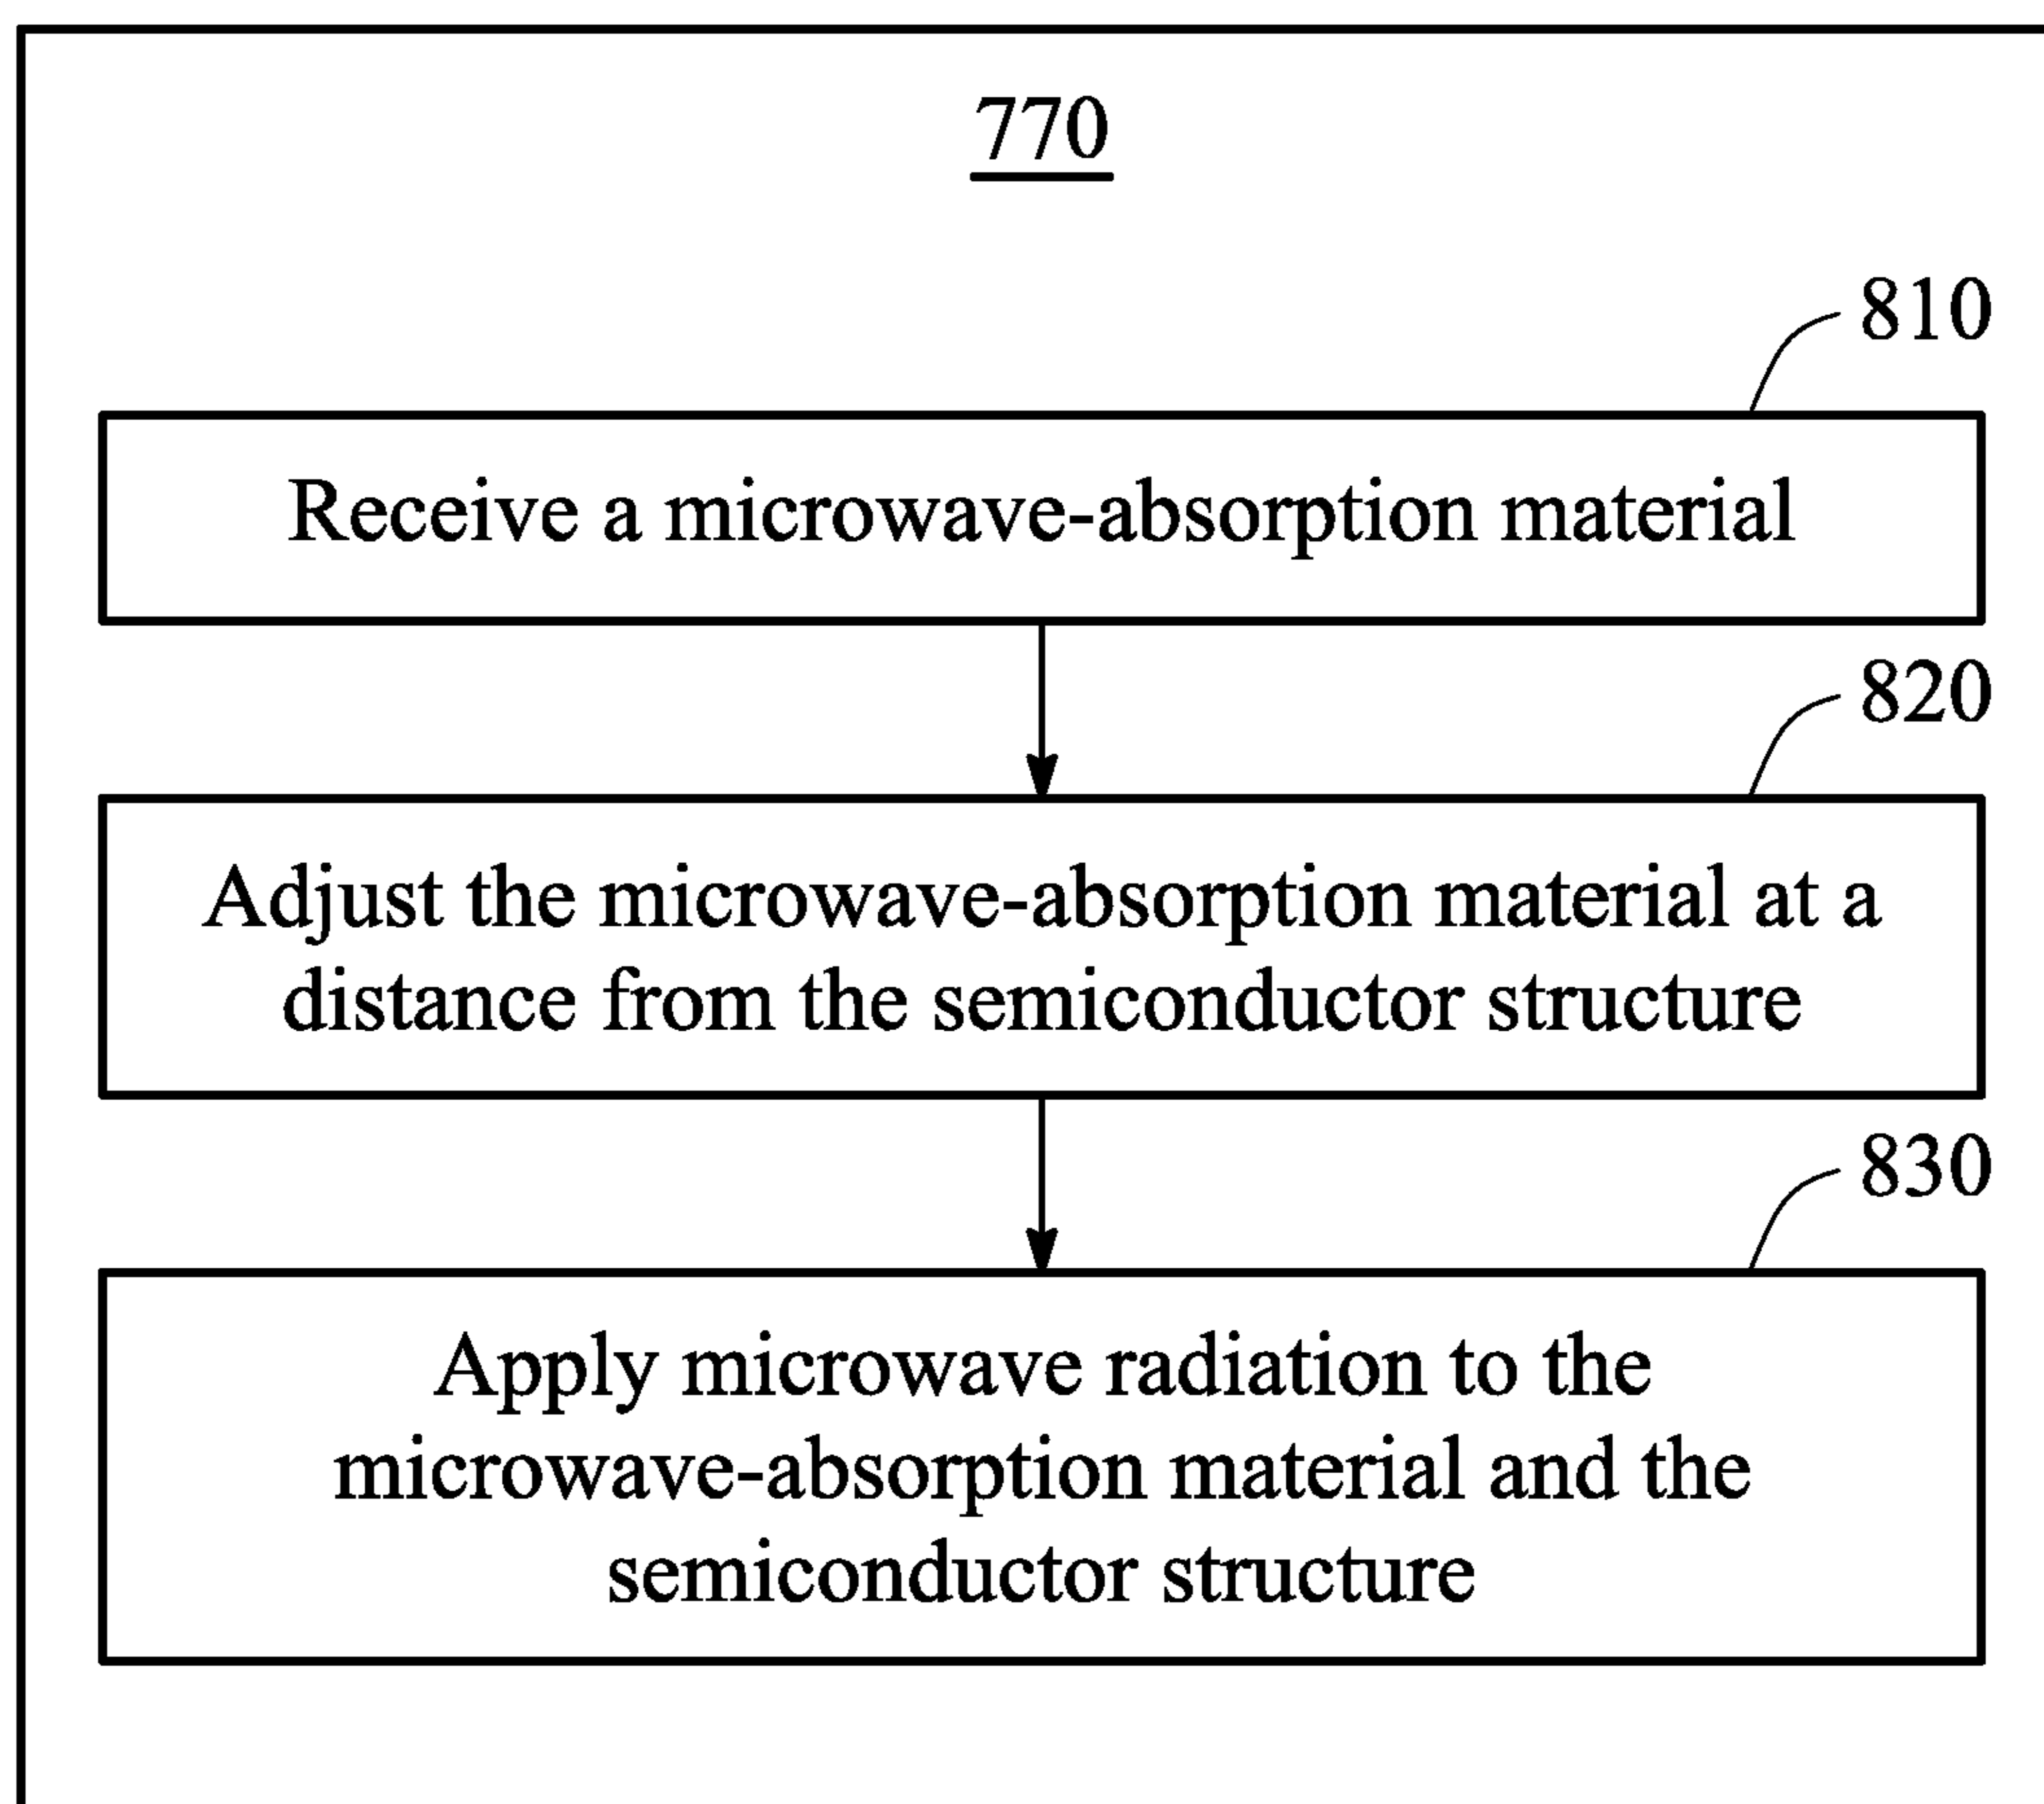 770
810
Receive a microwave-absorption material
820
Adjust the microwave-absorption material at a
distance from the semiconductor structure
830
Apply microwave radiation to the
microwave-absorption material and the
semiconductor structure